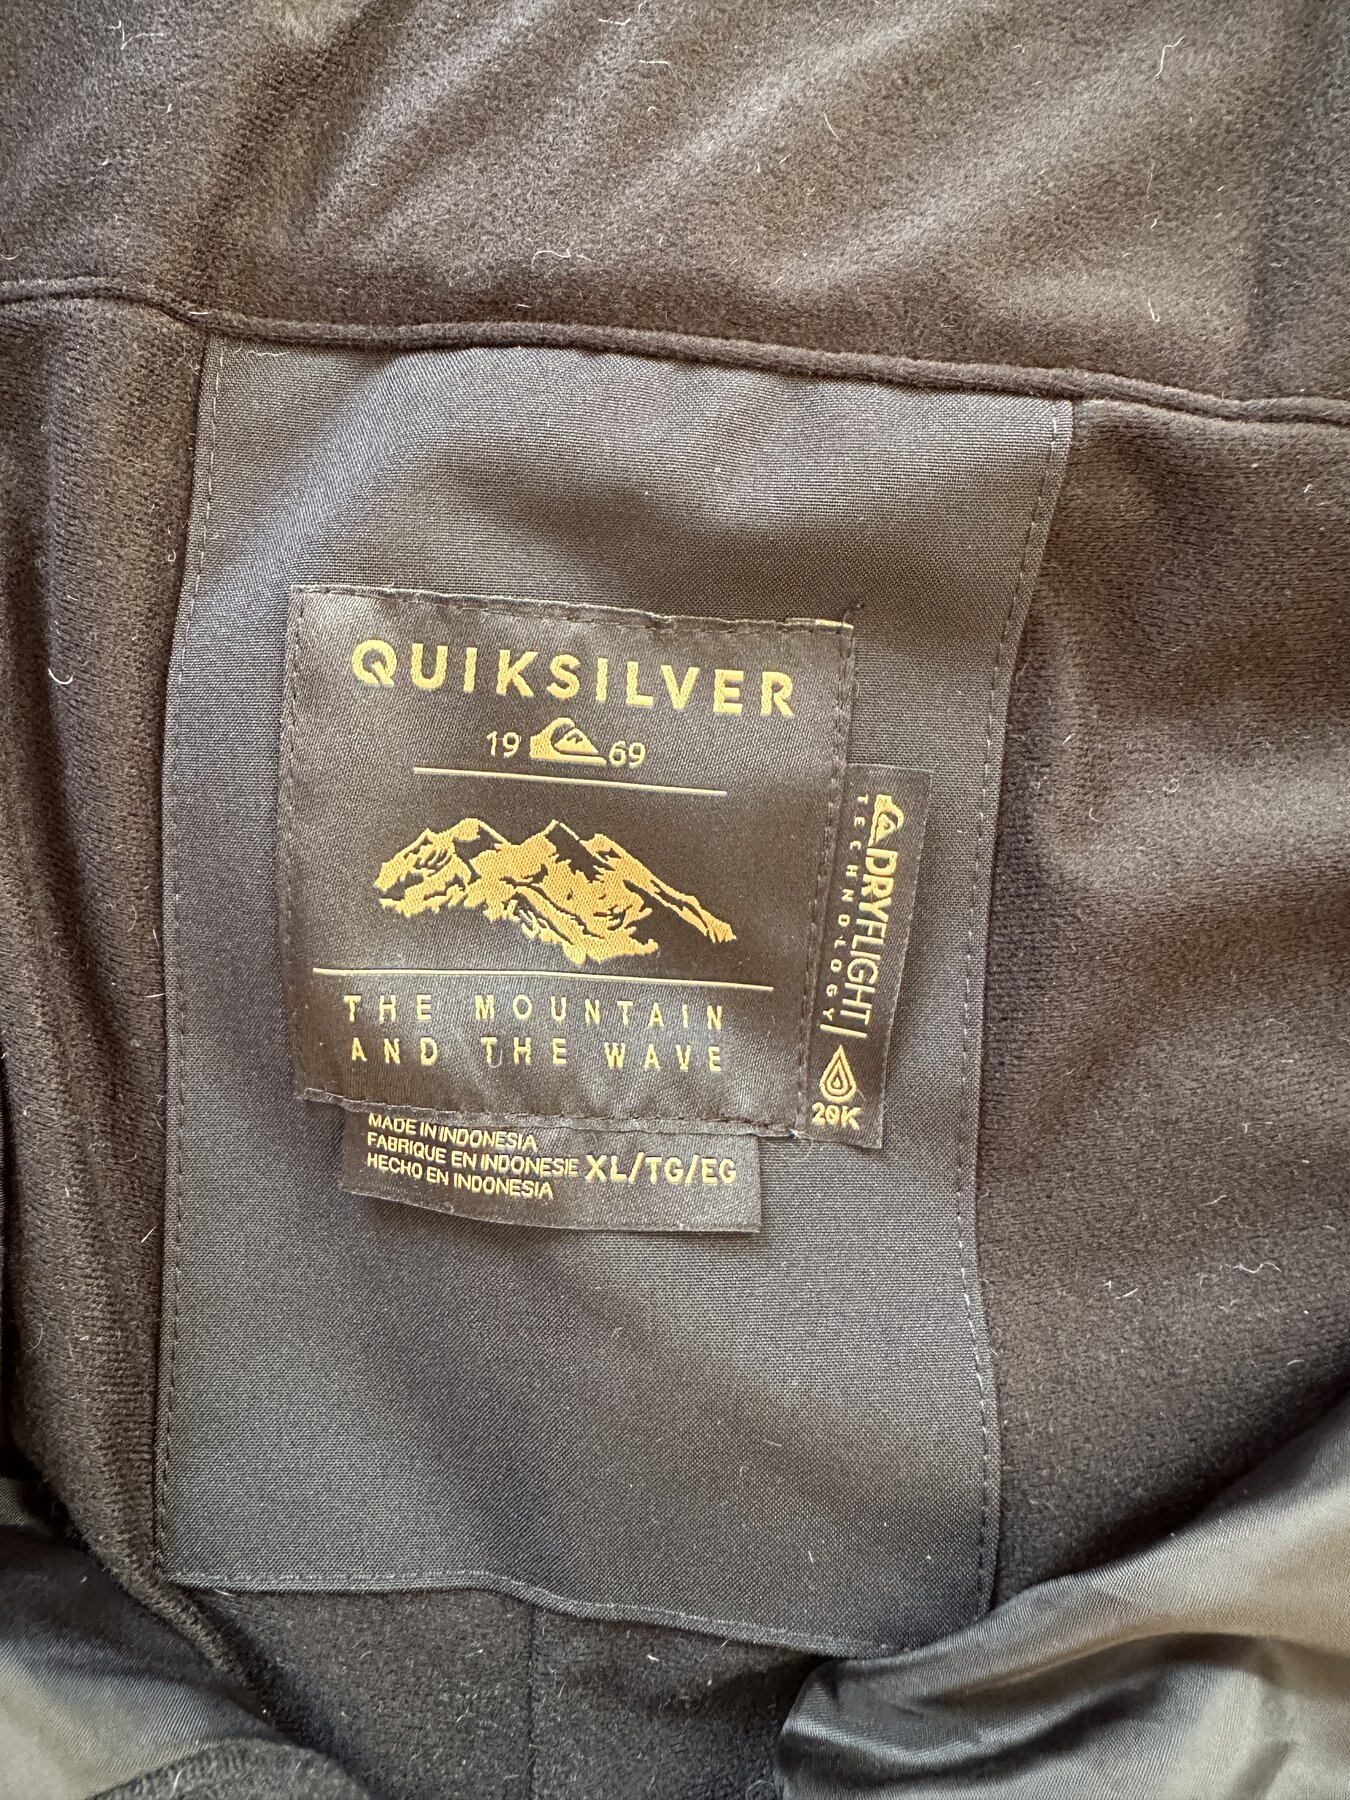 QUIKSILVER
19 69
THE MOUNTAIN
AND THE WAVE
DRYFLIGHT
TECHNOLOGY
20K
MADE IN INDONESIA
FABRIQUE EN INDONESIE
HECHO EN INDONESIA
XL/TG/EG